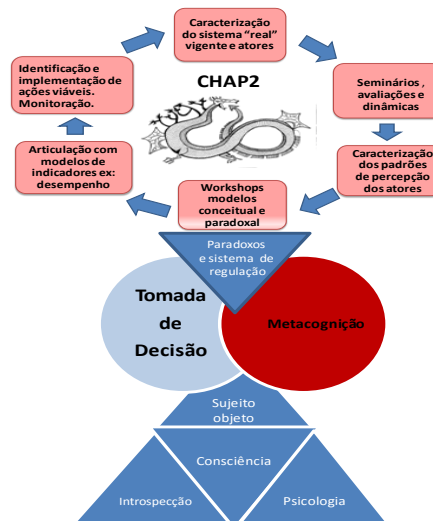 Caracterização
do sistema “real”
vigente e atores
Identificação e
implementação de
ações viáveis.
Monitoração.
CHAP2
Seminários ,
avaliações e
dinâmicas
Articulação com
modelos de
indicadores ex:
desempenho
Caracterização
dos padrões
de percepção
dos atores
Workshops
modelos
conceitual e
paradoxal
Paradoxos
e sistema de
regulação
Tomada
de
Decisão
Metacognição
Sujeito
objeto
Consciência
Introspecção
Psicologia